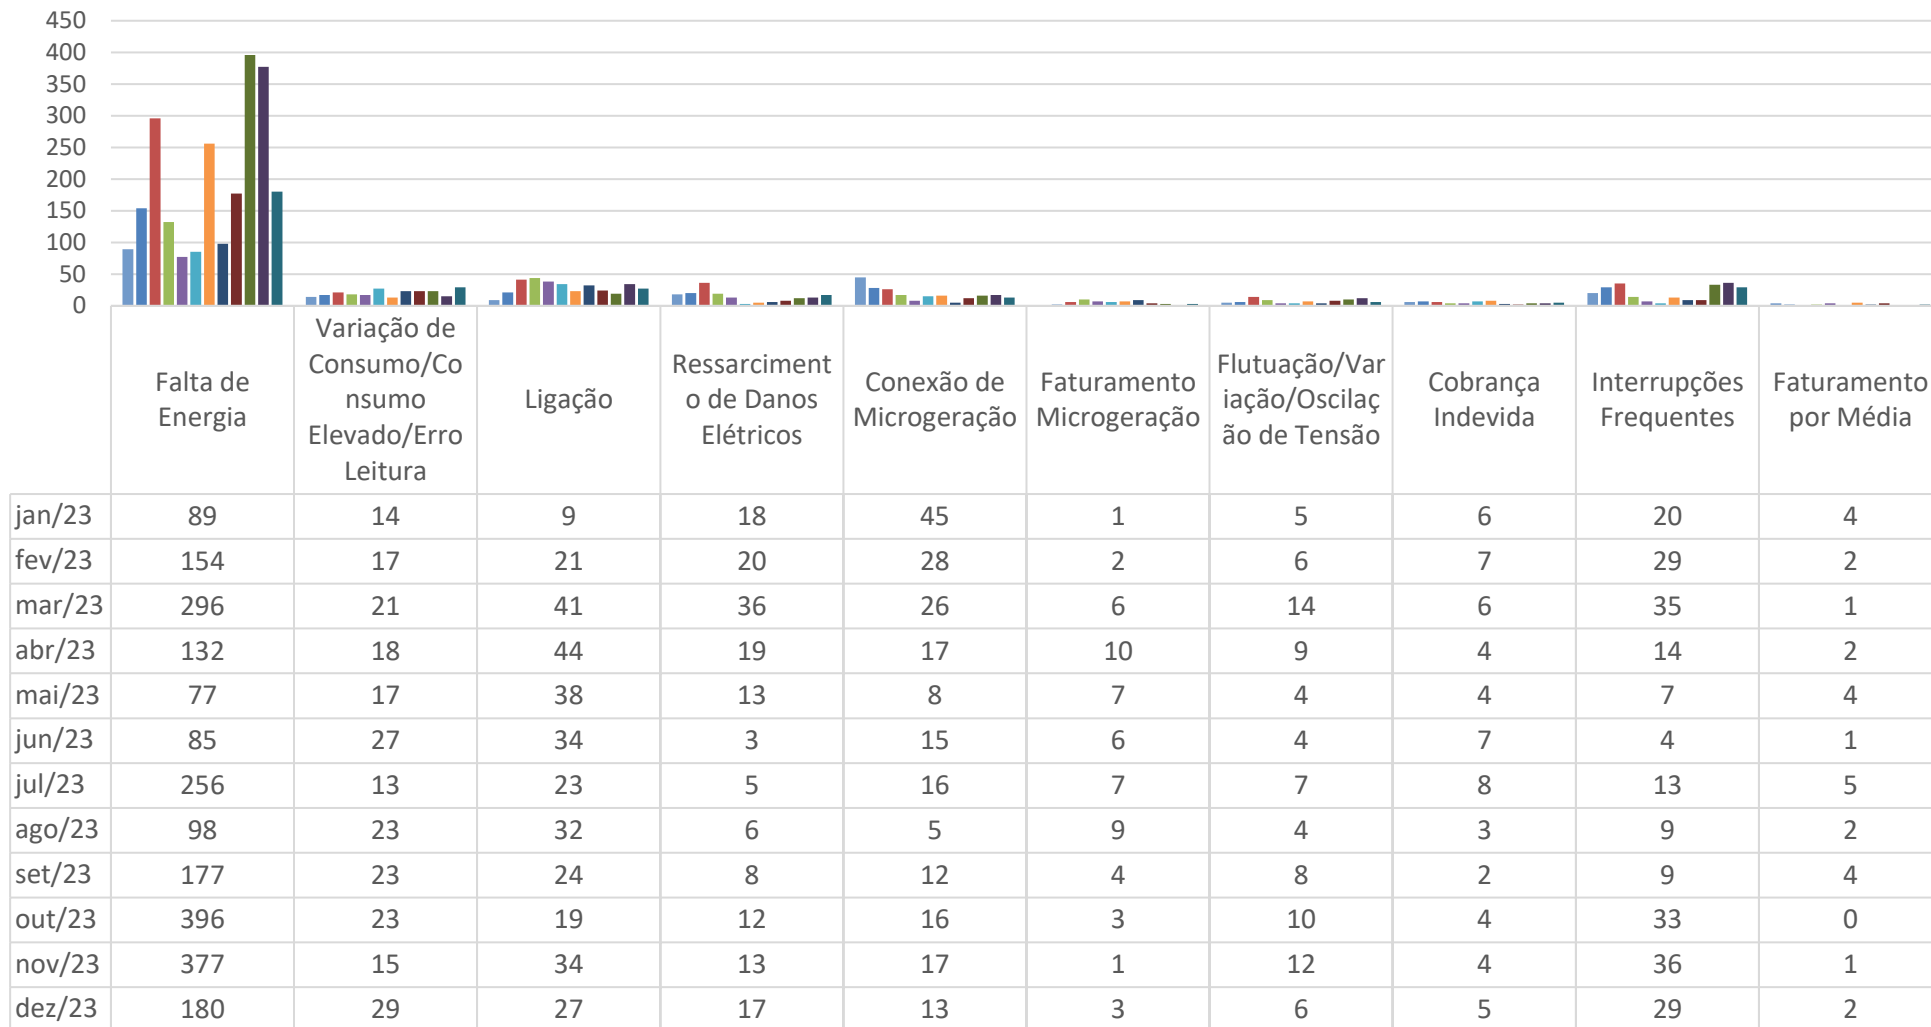 450
400
350
300
250
200
150
100
50
0
Falta de
Energia
Variação de
Consumo/Co
nsumo
Elevado/Erro
Leitura
Ligação
Ressarciment
o de Danos
Elétricos
Conexão de
Microgeração
Faturamento
Microgeração
Flutuação/Var
iação/Oscilaç
ão de Tensão
Cobrança
Indevida
Interrupções
Frequentes
Faturamento
por Média
jan/23 89 14 9 18 45 1 5 6 20 4
fev/23 154 17 21 20 28 2 6 7 29 2
mar/23 296 21 41 36 26 6 14 6 35 1
abr/23 132 18 44 19 17 10 9 4 14 2
mai/23 77 17 38 13 8 7 4 4 7 4
jun/23 85 27 34 3 15 6 4 7 4 1
jul/23 256 13 23 5 16 7 7 8 13 5
ago/23 98 23 32 6 5 9 4 3 9 2
set/23 177 23 24 8 12 4 8 2 9 4
out/23 396 23 19 12 16 3 10 4 33 0
nov/23 377 15 34 13 17 1 12 4 36 1
dez/23 180 29 27 17 13 3 6 5 29 2